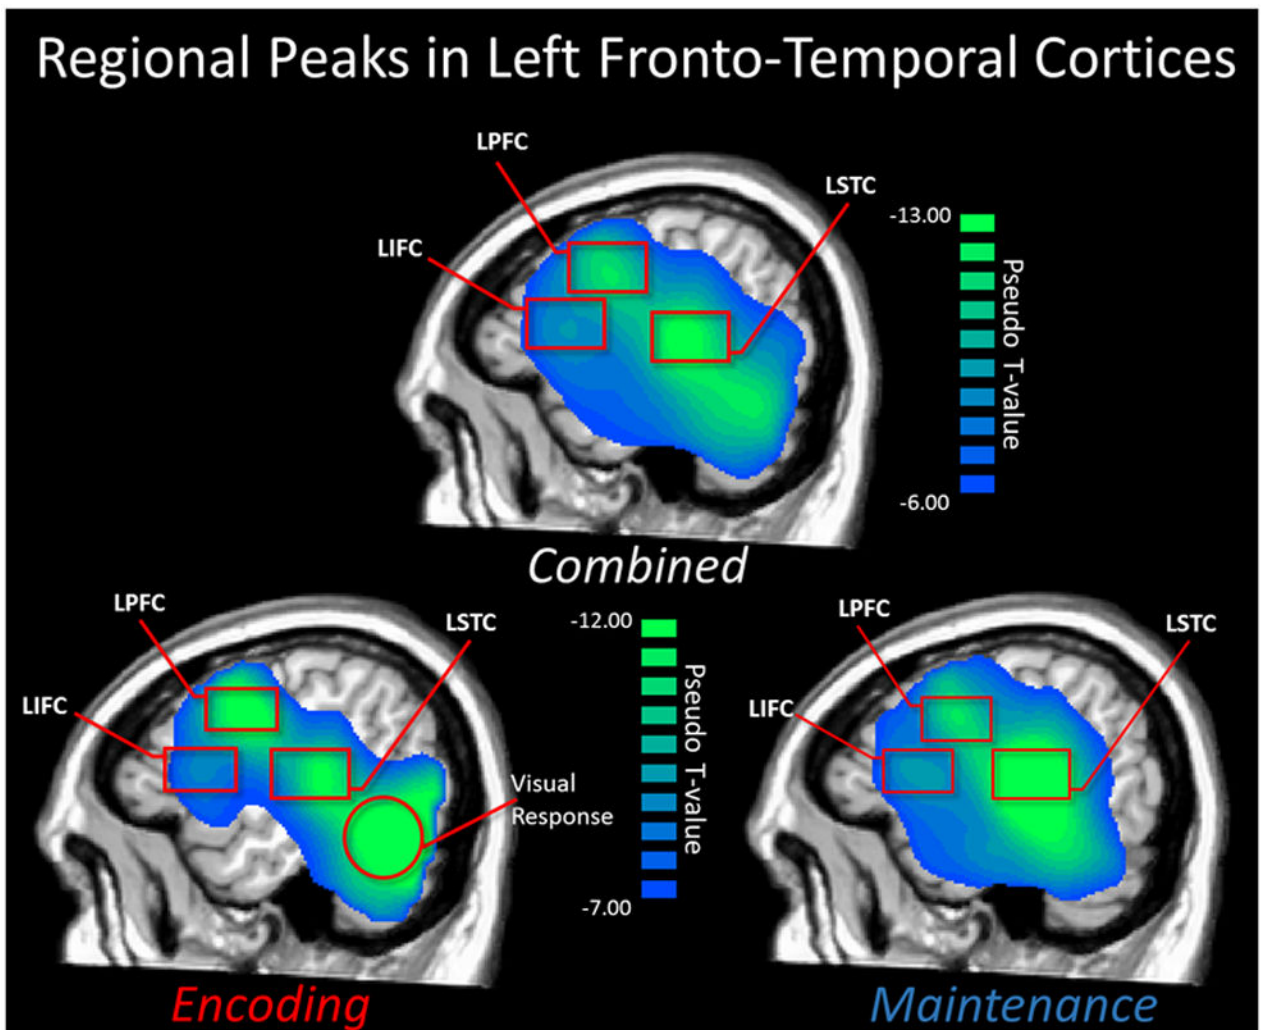 Regional Peaks in Left Fronto-Temporal Cortices
LPFC
LSTC
LIFC
-13.00
Pseudo T-value
-6.00
Combined
LPFC
LSTC
LIFC
-12.00
Pseudo T-value
-7.00
Visual
Response
LPFC
LSTC
LIFC
Encoding
Maintenance